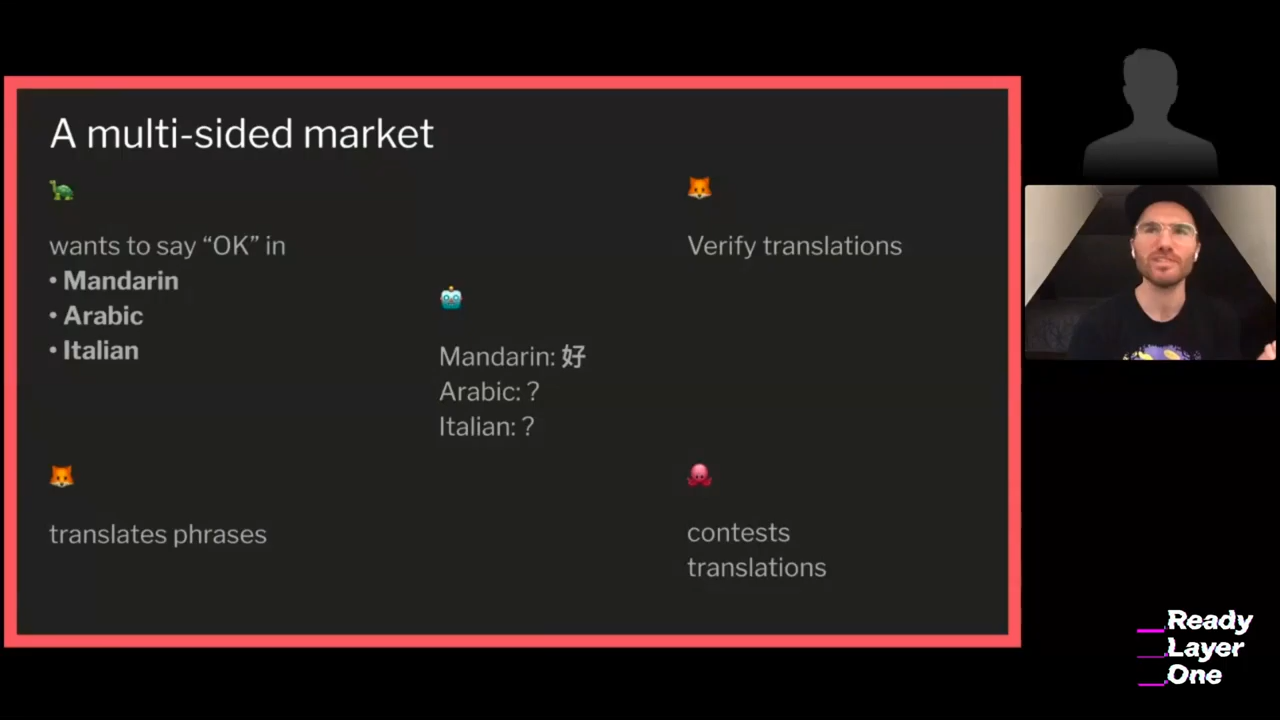 A multi-sided market
wants to say “OK” in
• Mandarin
• Arabic
• Italian
translates phrases
Mandarin: 好
Arabic: ?
Italian: ?
Verify translations
contests
translations
Ready
Layer
One